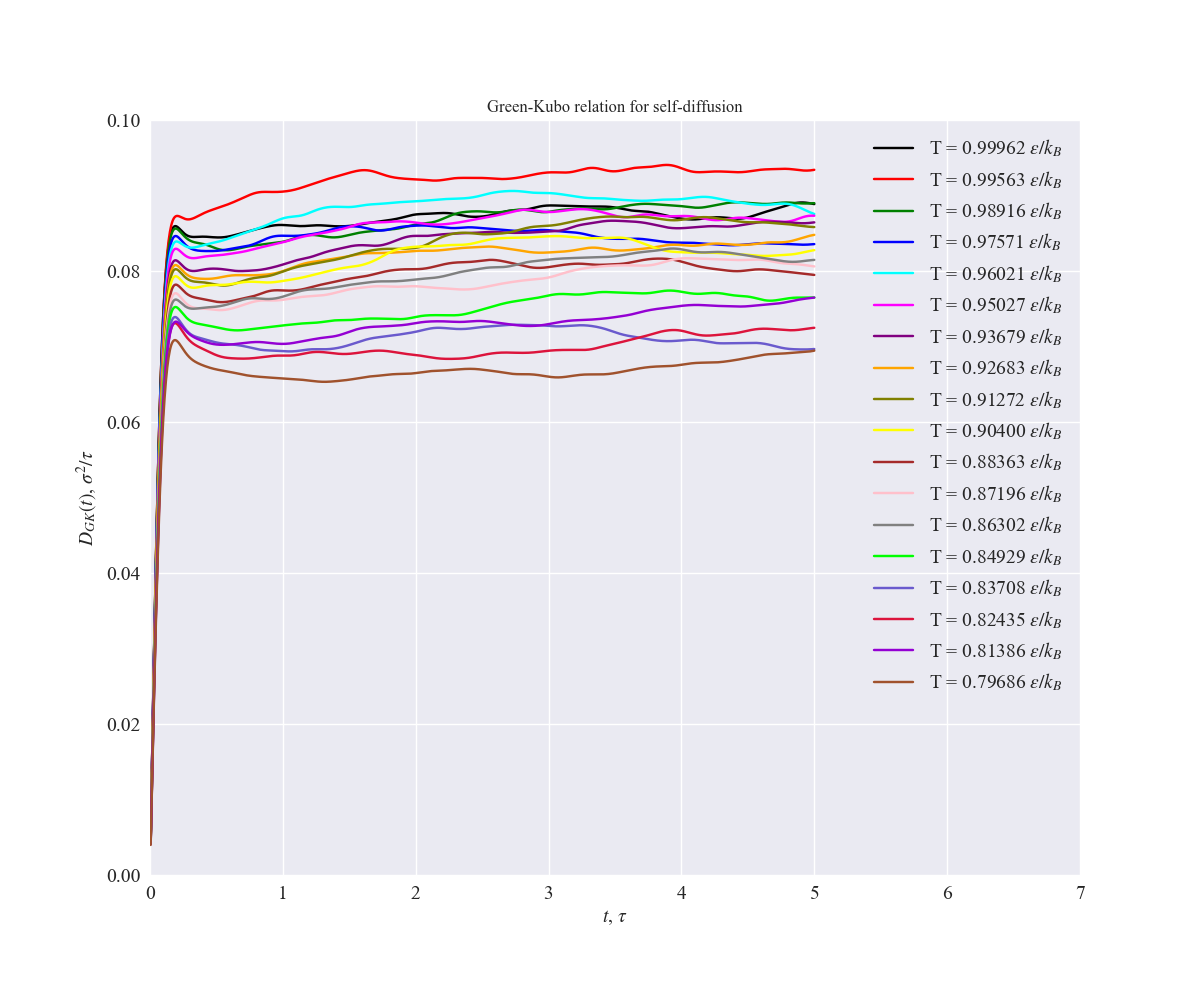 Green-Kubo relation for self-diffusion
0.10
0.08
0.06
0.04
0.02
0.00
D_{GK}(t), σ²/τ
0 1 2 3 4 5 6 7
t, τ
T = 0.99962 ε/k_B
T = 0.99563 ε/k_B
T = 0.98916 ε/k_B
T = 0.97571 ε/k_B
T = 0.96021 ε/k_B
T = 0.95027 ε/k_B
T = 0.93679 ε/k_B
T = 0.92683 ε/k_B
T = 0.91272 ε/k_B
T = 0.90400 ε/k_B
T = 0.88363 ε/k_B
T = 0.87196 ε/k_B
T = 0.86302 ε/k_B
T = 0.84929 ε/k_B
T = 0.83708 ε/k_B
T = 0.82435 ε/k_B
T = 0.81386 ε/k_B
T = 0.79686 ε/k_B